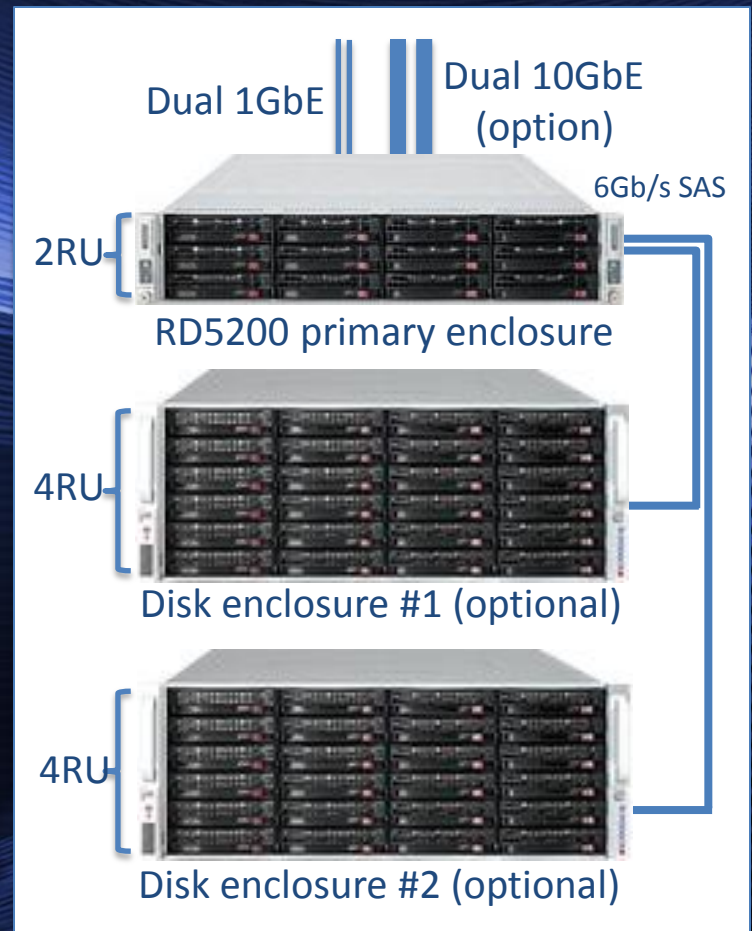 Dual 1GbE
Dual 10GbE
(option)
6Gb/s SAS
2RU
RD5200 primary enclosure
4RU
Disk enclosure #1 (optional)
4RU
Disk enclosure #2 (optional)